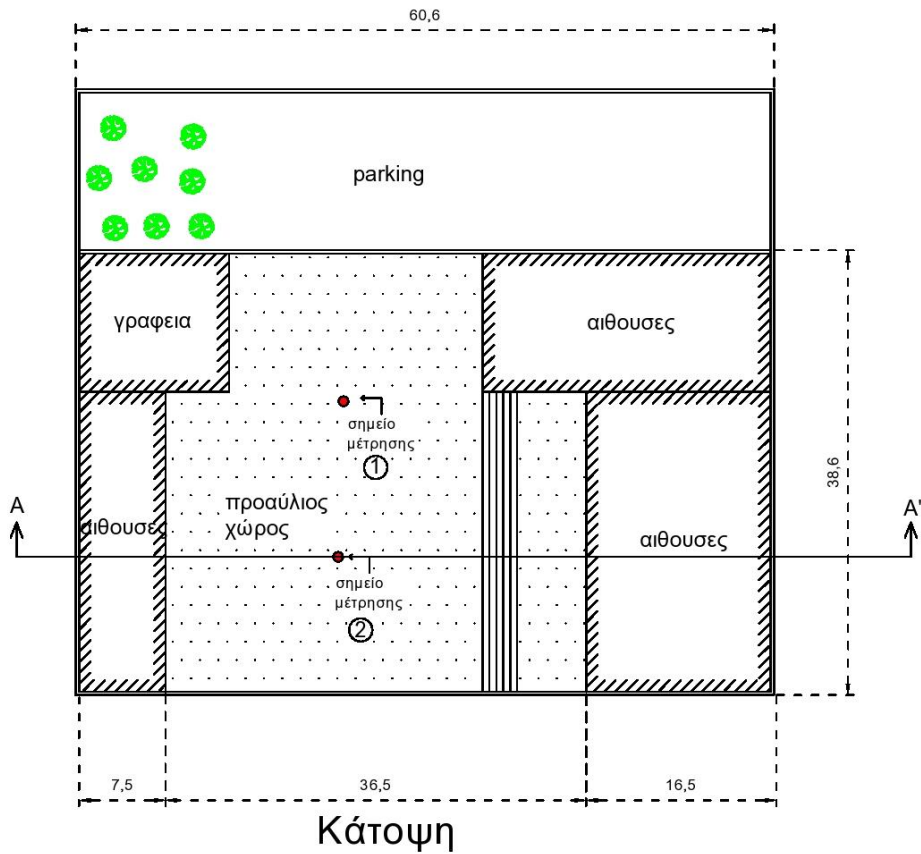 60,6
parking
γραφεια
αιθουσες
σημείο
μέτρησης
1
38,6
προαύλιος
χώρος
A
A'
αιθουσες
αιθουσες
σημείο
μέτρησης
2
7,5
36,5
16,5
Κάτοψη